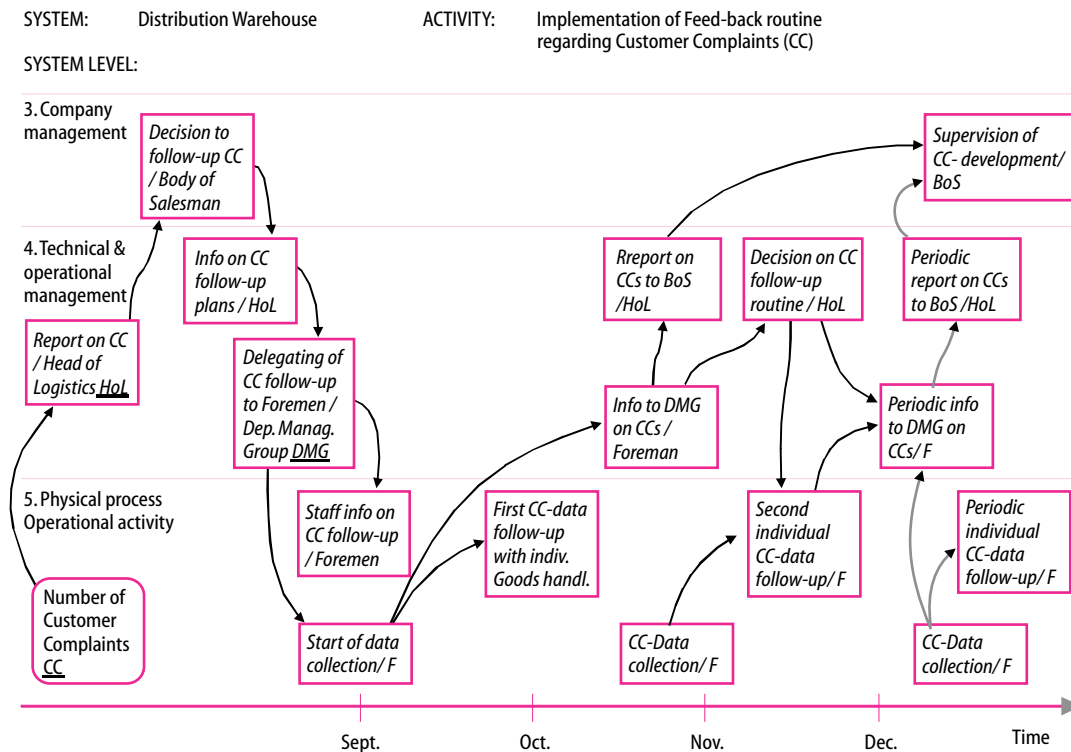 SYSTEM: Distribution Warehouse ACTIVITY: Implementation of Feed-back routine
regarding Customer Complaints (CC)
SYSTEM LEVEL:
3. Company
management
Decision to
follow-up CC
/ Body of
Salesman
Supervision of
CC- development/
BoS
4. Technical &
operational
management
Info on CC
follow-up
plans / HoL
Rreport on
CCs to BoS
/HoL
Decision on CC
follow-up
routine / HoL
Periodic
report on CCs
to BoS /HoL
Report on CC
/ Head of
Logistics HoL
Delegating of
CC follow-up
to Foremen /
Dep. Manag.
Group DMG
Info to DMG
on CCs /
Foreman
Periodic info
to DMG on
CCs/ F
5. Physical process
Operational activity
Staff info on
CC follow-up
/ Foremen
First CC-data
follow-up
with indiv.
Goods handl.
Second
individual
CC-data
follow-up/ F
Periodic
individual
CC-data
follow-up/ F
Number of
Customer
Complaints
CC
Start of data
collection/ F
CC-Data
collection/ F
CC-Data
collection/ F
Sept. Oct. Nov. Dec. Time